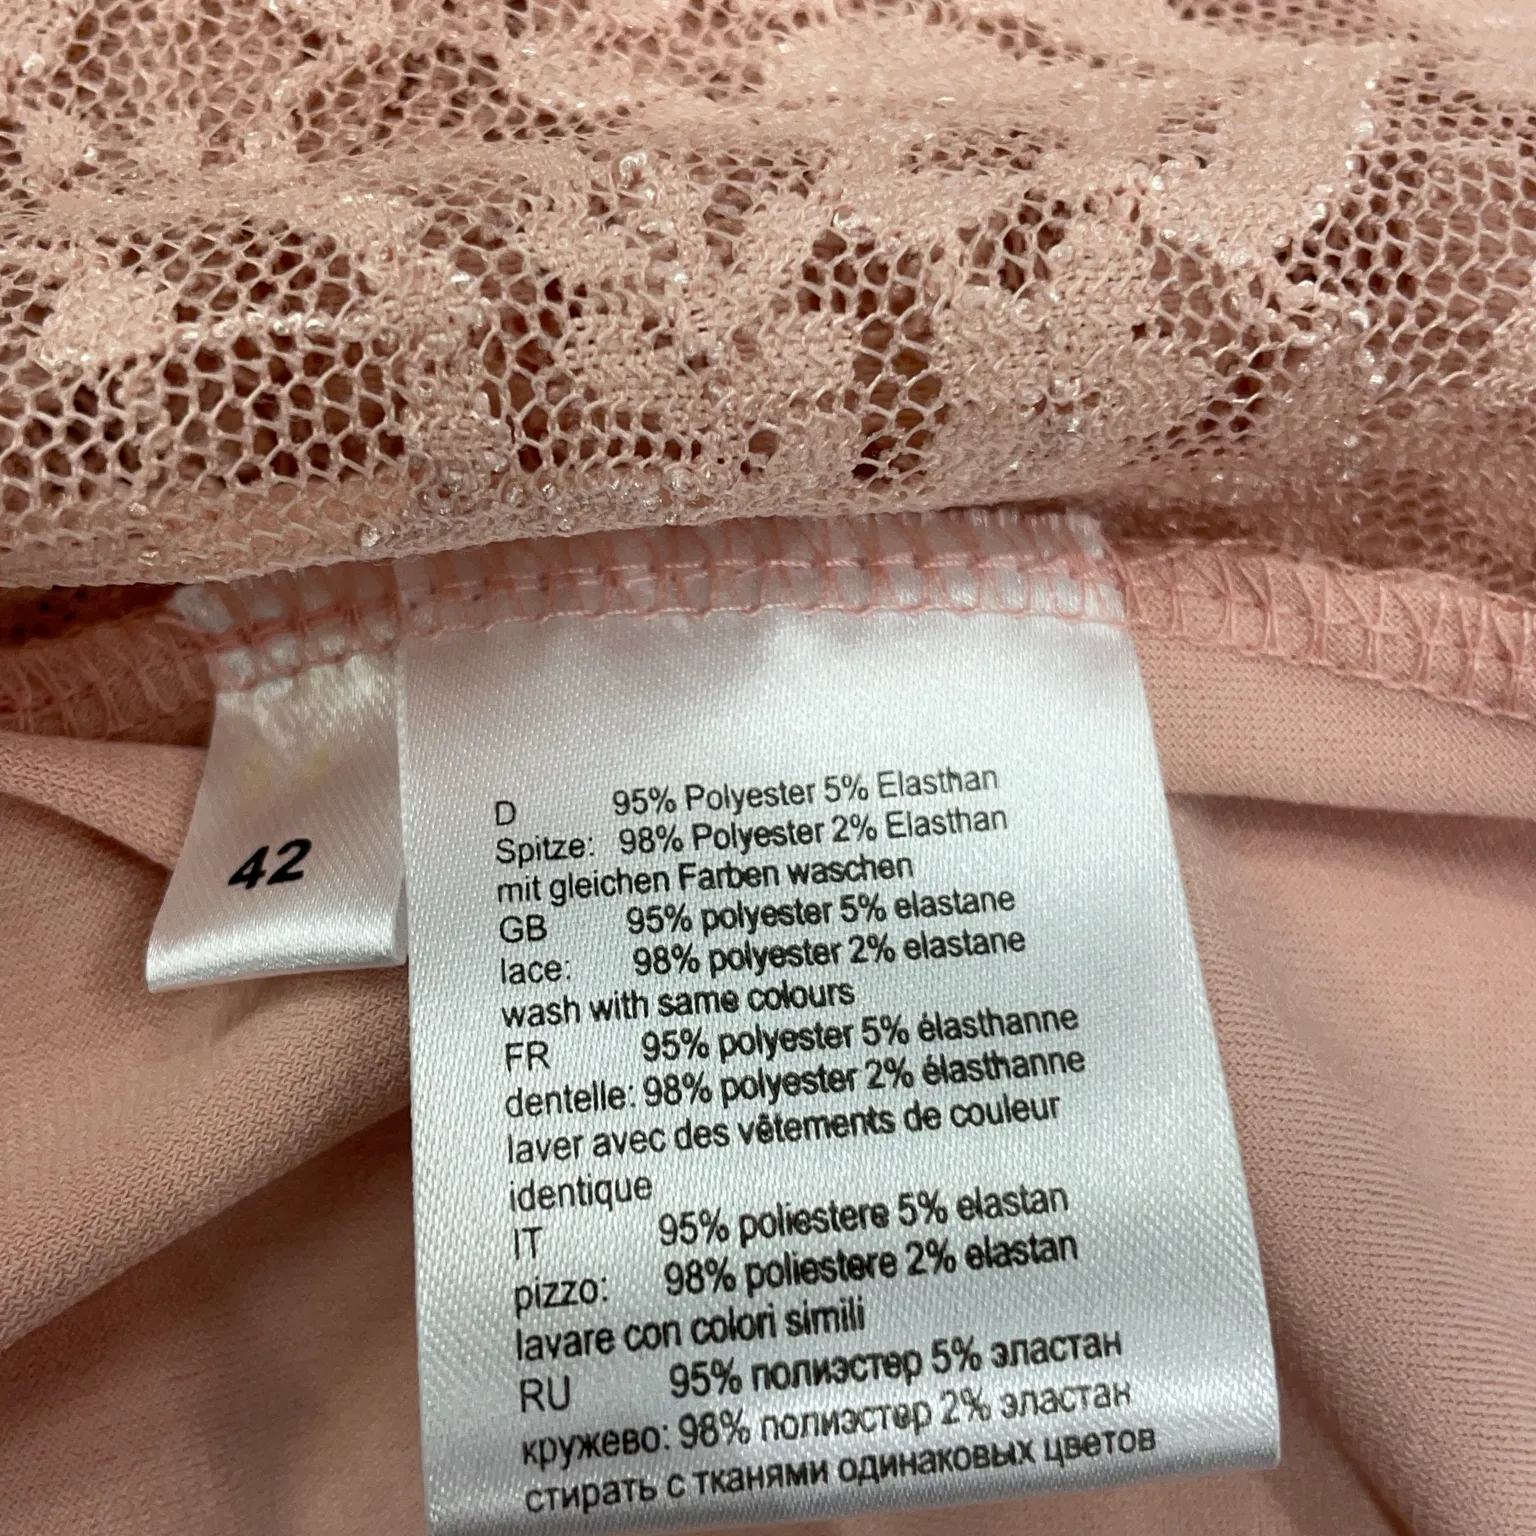 42
D 95% Polyester 5% Elasthan
Spitze: 98% Polyester 2% Elasthan
mit gleichen Farben waschen
GB 95% polyester 5% elastane
lace: 98% polyester 2% elastane
wash with same colours
FR 95% polyester 5% élasthanne
dentelle: 98% polyester 2% élasthanne
laver avec des vêtements de couleur
identique
IT 95% poliestere 5% elastan
pizzo: 98% poliestere 2% elastan
lavare con colori simili
RU 95% полиэстер 5% эластан
кружево: 98% полиэстер 2% эластан
стирать с тканями одинаковых цветов